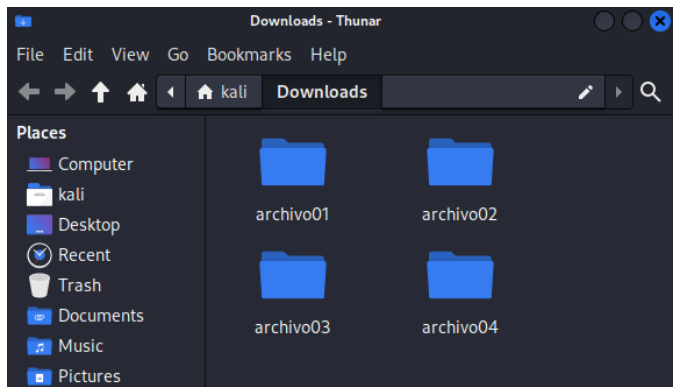 Downloads - Thunar
File Edit View Go Bookmarks Help
kali Downloads
Places
Computer
kali
Desktop
Recent
Trash
Documents
Music
Pictures
archivo01 archivo02
archivo03 archivo04